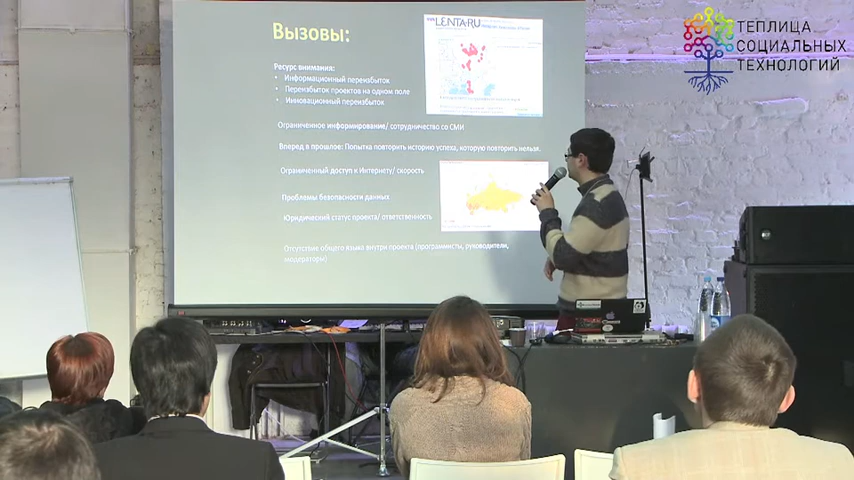 Вызовы:
LENTA.RU
ТЕПЛИЦА
СОЦИАЛЬНЫХ
ТЕХНОЛОГИЙ
Ресурс внимания:
• Информационный переизбыток
• Переизбыток проектов на одном поле
• Инновационный переизбыток
Ограниченное информирование/ сотрудничество со СМИ
Вперед в прошлое: Попытка повторить историю успеха, которую повторить нельзя.
Ограниченный доступ к Интернету/ скорость
Проблемы безопасности данных
Юридический статус проекта/ ответственность
Отсутствие общего языка внутри проекта (программисты, руководители,
модераторы)